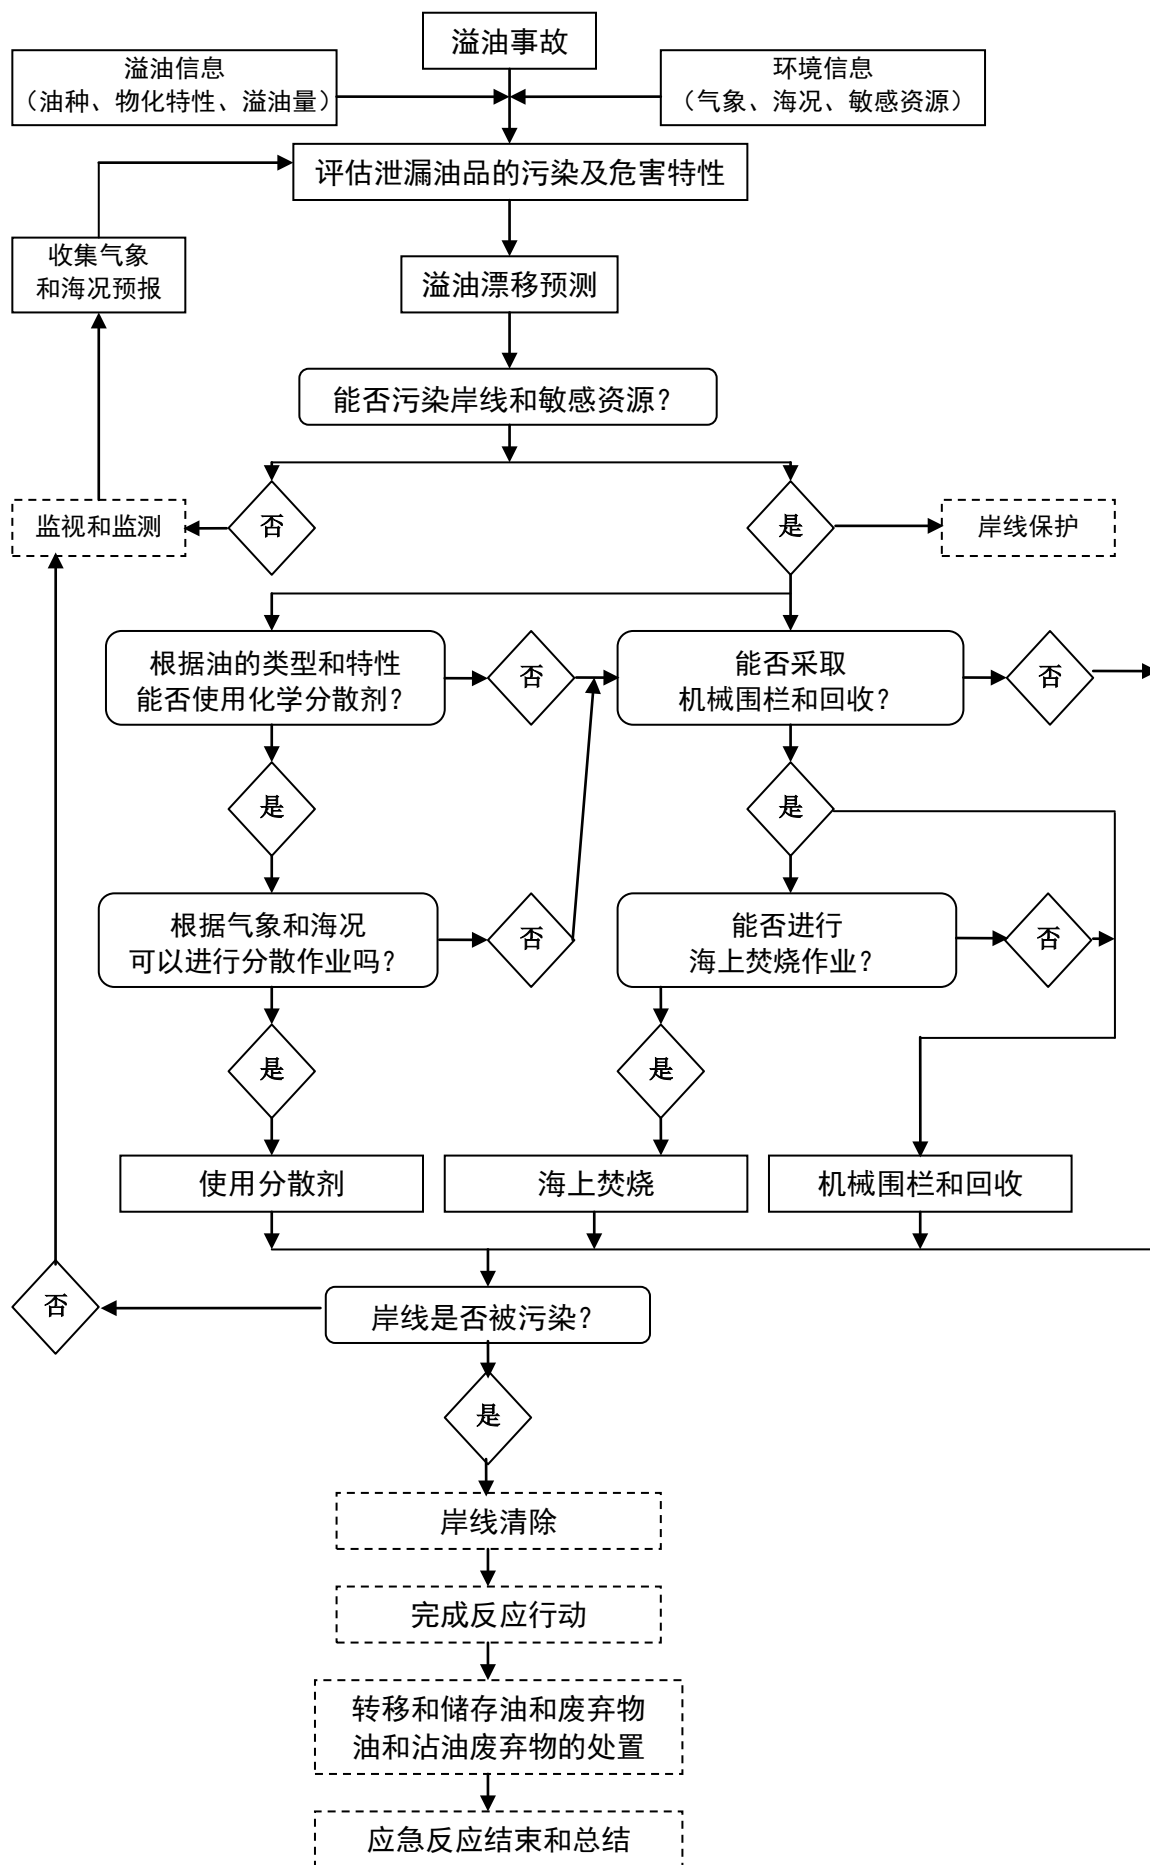 溢油事故
溢油信息
（油种、物化特性、溢油量）
环境信息
（气象、海况、敏感资源）
评估泄漏油品的污染及危害特性
收集气象
和海况预报
溢油漂移预测
能否污染岸线和敏感资源？
监视和监测
否
是
岸线保护
根据油的类型和特性
能否使用化学分散剂？
否
能否采取
机械围栏和回收？
否
是
是
根据气象和海况
可以进行分散作业吗？
否
能否进行
海上焚烧作业？
否
是
是
使用分散剂
海上焚烧
机械围栏和回收
否
岸线是否被污染？
是
岸线清除
完成反应行动
转移和储存油和废弃物
油和沾油废弃物的处置
应急反应结束和总结